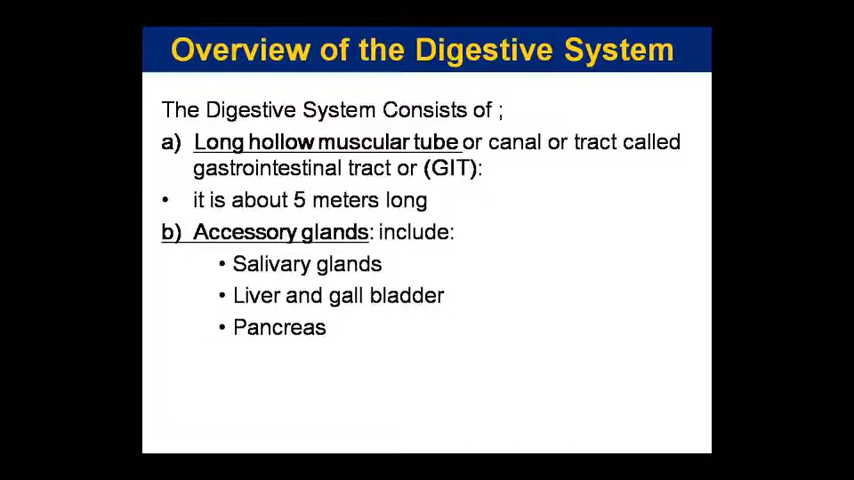 Overview of the Digestive System
The Digestive System Consists of ;
a) Long hollow muscular tube or canal or tract called
gastrointestinal tract or (GIT):
• it is about 5 meters long
b) Accessory glands: include:
• Salivary glands
• Liver and gall bladder
• Pancreas